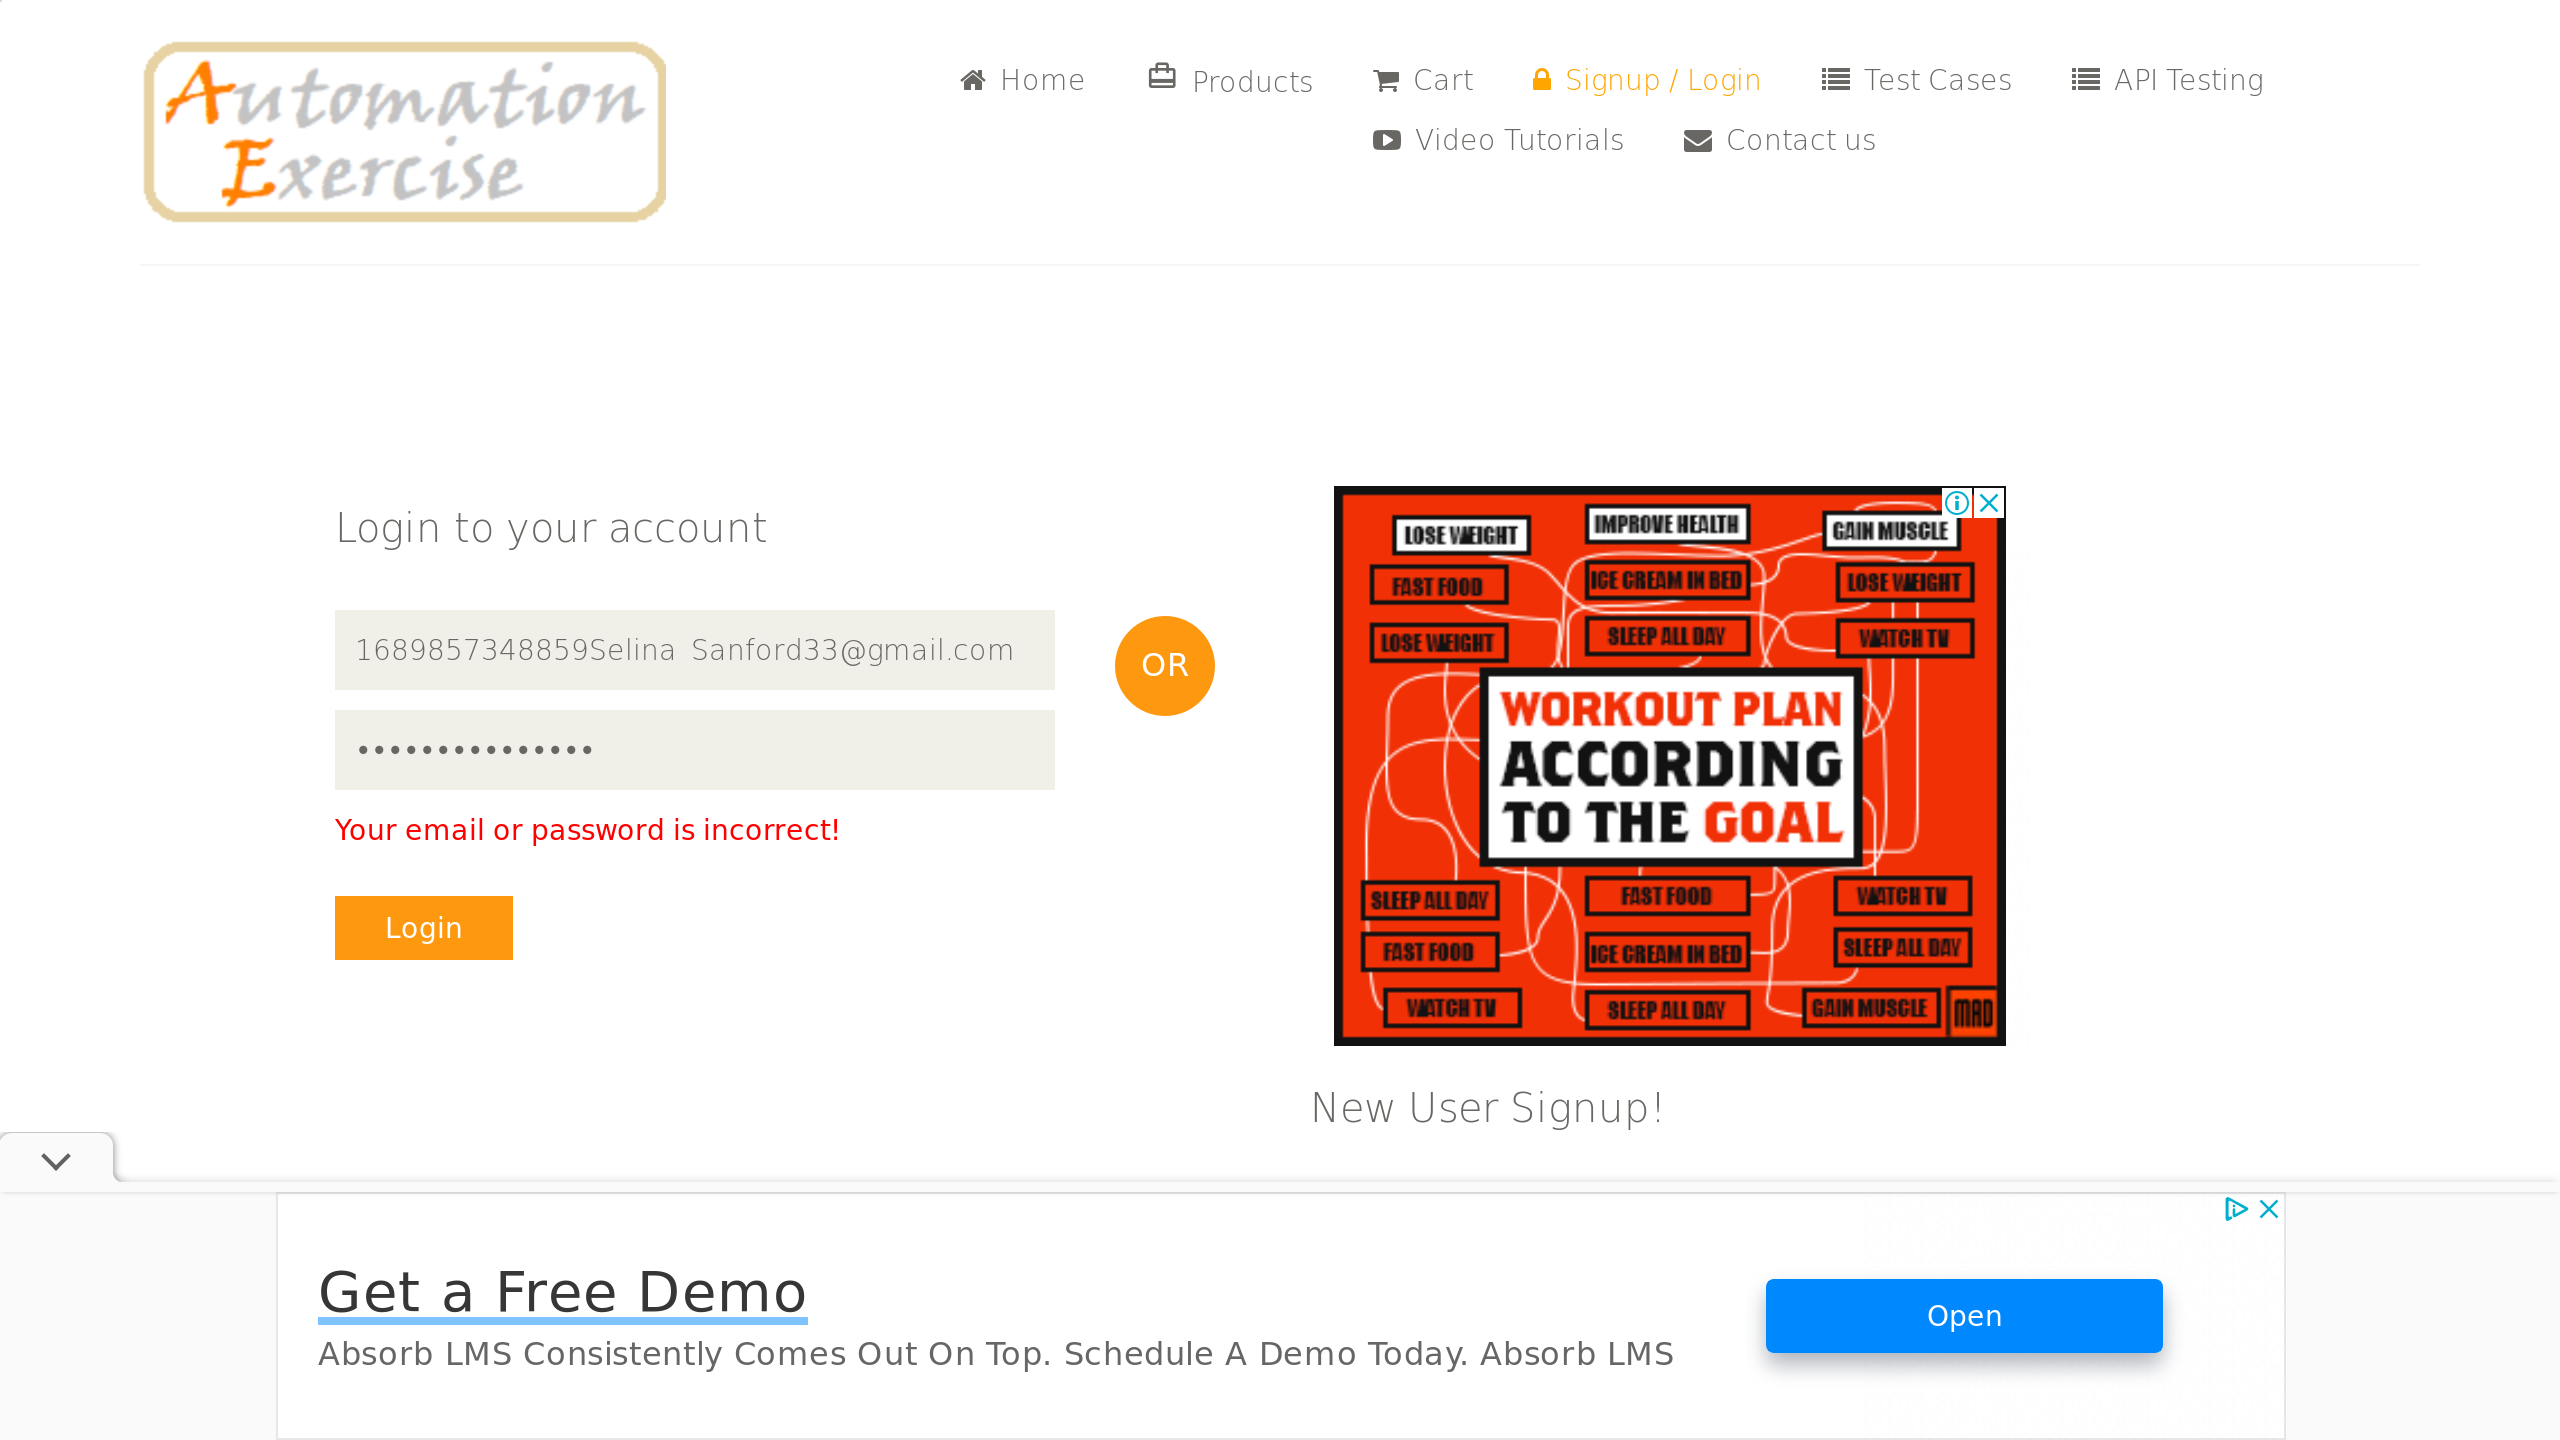 Automation
Exercise
Home
Products
Cart
Signup / Login
Test Cases
API Testing
Video Tutorials
Contact us
Login to your account
1689857348859Selina_Sanford33@gmail.com
Your email or password is incorrect!
Login
OR
LOSE WEIGHT
IMPROVE HEALTH
GAIN MUSCLE
FAST FOOD
ICE CREAM IN BED
LOSE WEIGHT
LOSE WEIGHT
SLEEP ALL DAY
WATCH TV
WORKOUT PLAN
ACCORDING
TO THE GOAL
SLEEP ALL DAY
FAST FOOD
WATCH TV
FAST FOOD
ICE CREAM IN BED
SLEEP ALL DAY
WATCH TV
SLEEP ALL DAY
GAIN MUSCLE
MAD
New User Signup!
Get a Free Demo
Absorb LMS Consistently Comes Out On Top. Schedule A Demo Today. Absorb LMS
Open